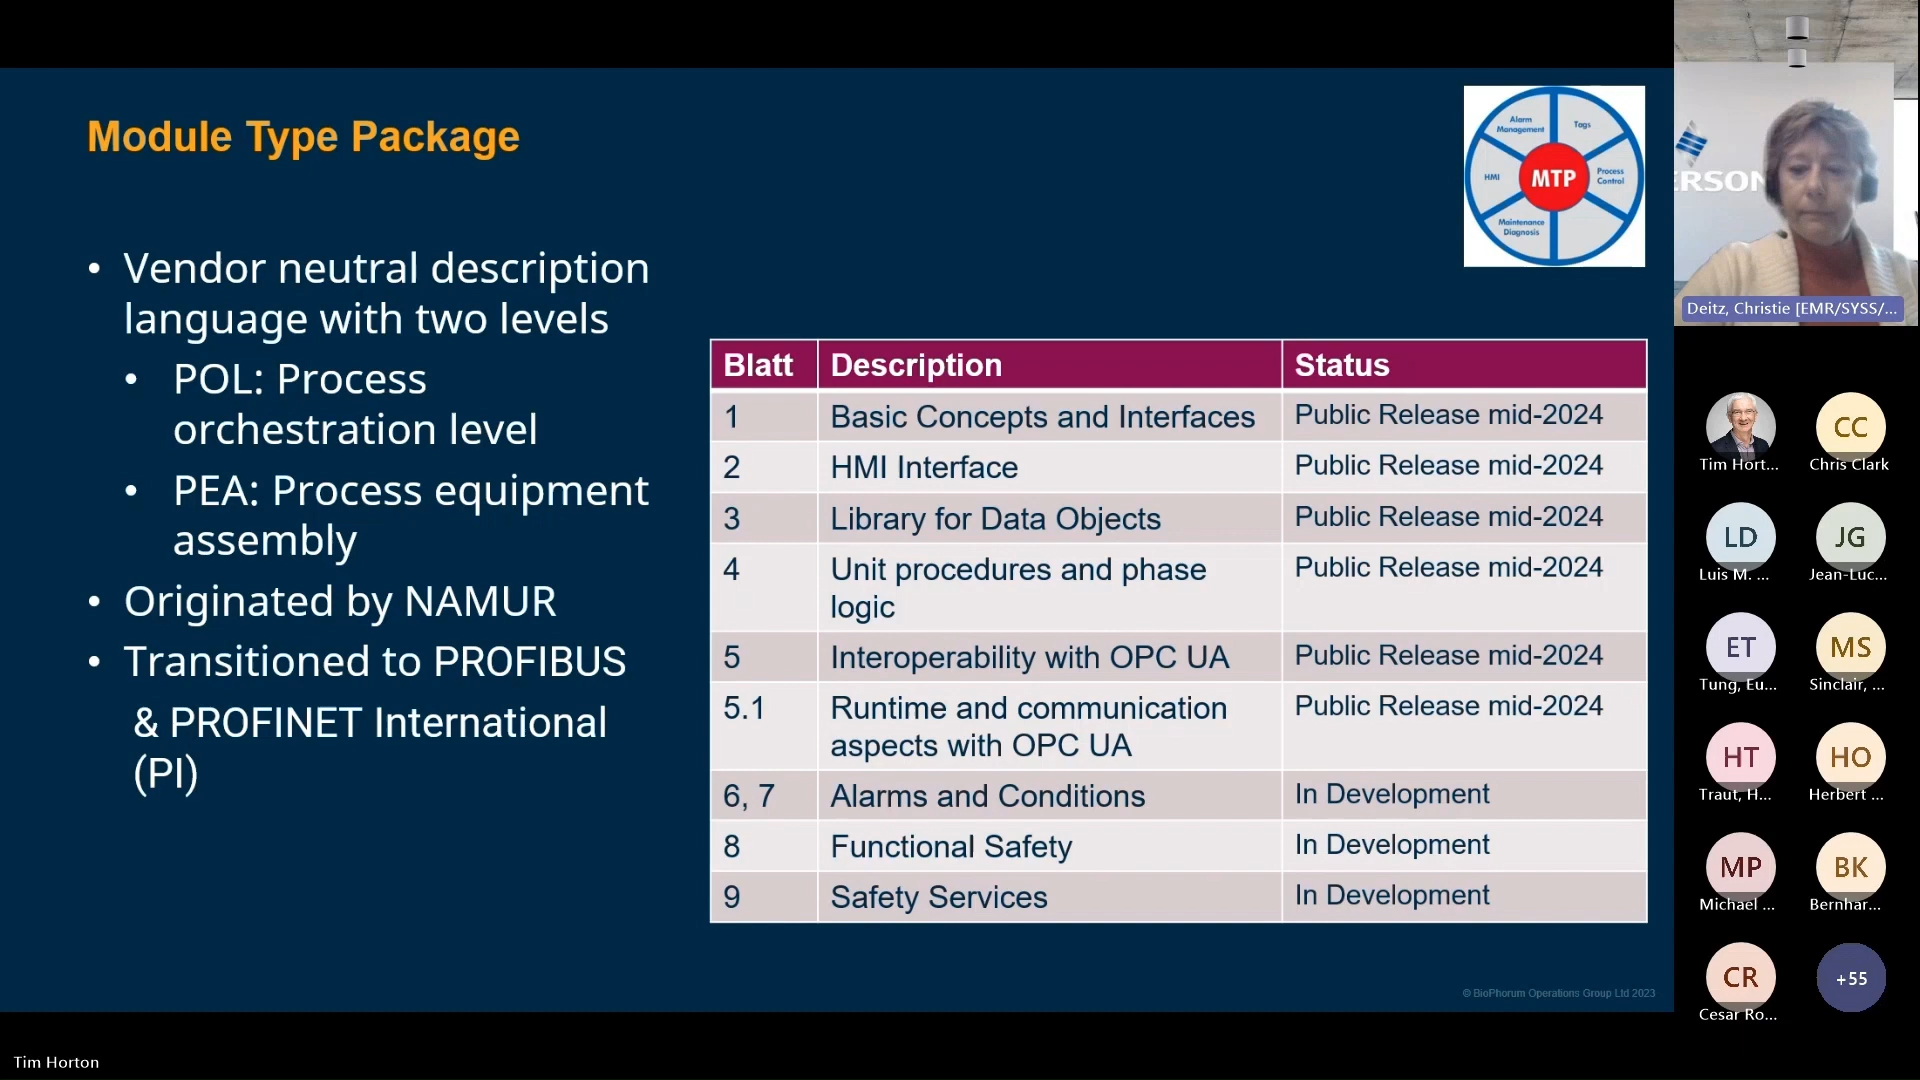 Module Type Package
Alarm
Management
Tags
HMI
MTP
Process
Control
Maintenance
Diagnosis
• Vendor neutral description
language with two levels
• POL: Process
orchestration level
• PEA: Process equipment
assembly
• Originated by NAMUR
• Transitioned to PROFIBUS
& PROFINET International
(PI)
Blatt Description Status
1 Basic Concepts and Interfaces Public Release mid-2024
2 HMI Interface Public Release mid-2024
3 Library for Data Objects Public Release mid-2024
4 Unit procedures and phase Public Release mid-2024
logic
5 Interoperability with OPC UA Public Release mid-2024
5.1 Runtime and communication Public Release mid-2024
aspects with OPC UA
6, 7 Alarms and Conditions In Development
8 Functional Safety In Development
9 Safety Services In Development
© BioPhorum Operations Group Ltd 2023
Tim Horton
ERSON
Deitz, Christie [EMR/SYSS/...
Tim Hort...
CC
Chris Clark
LD
Luis M. ...
JG
Jean-Luc...
ET
Tung, Eu...
MS
Sinclair, ...
HT
Traut, H...
HO
Herbert ...
MP
Michael ...
BK
Bernhar...
CR
Cesar Ro...
+55